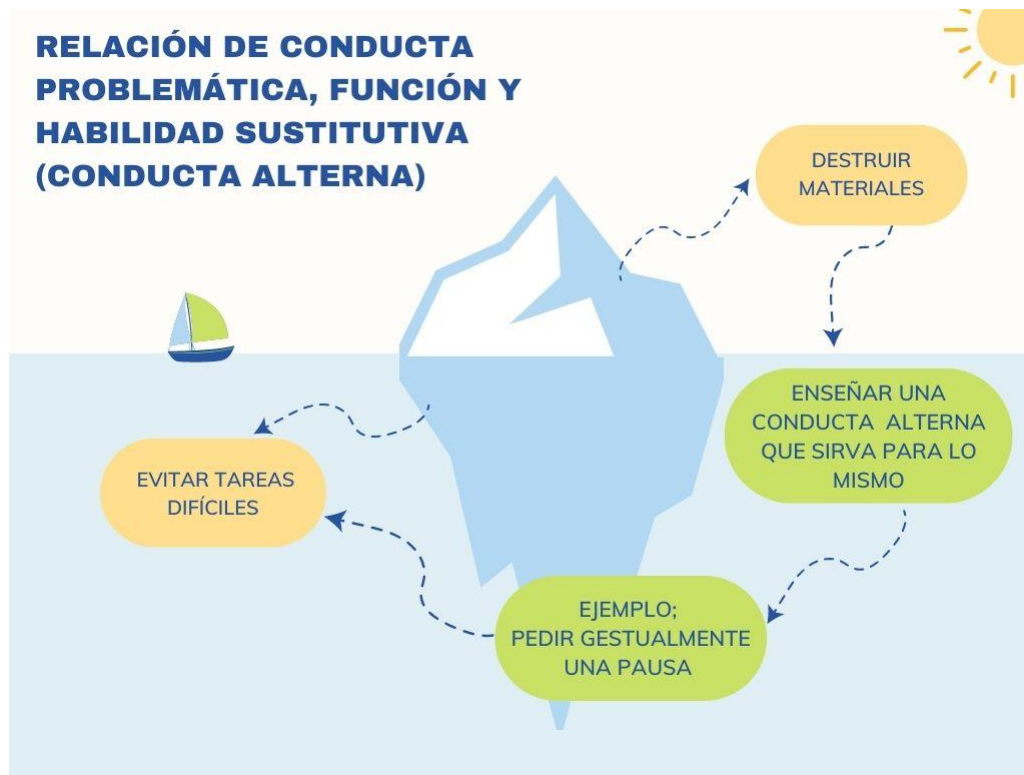 RELACIÓN DE CONDUCTA
PROBLEMÁTICA, FUNCIÓN Y
HABILIDAD SUSTITUTIVA
(CONDUCTA ALTERNA)
DESTRUIR
MATERIALES
ENSEÑAR UNA
CONDUCTA ALTERNA
QUE SIRVA PARA LO
MISMO
EVITAR TAREAS
DIFÍCILES
EJEMPLO;
PEDIR GESTUALMENTE
UNA PAUSA